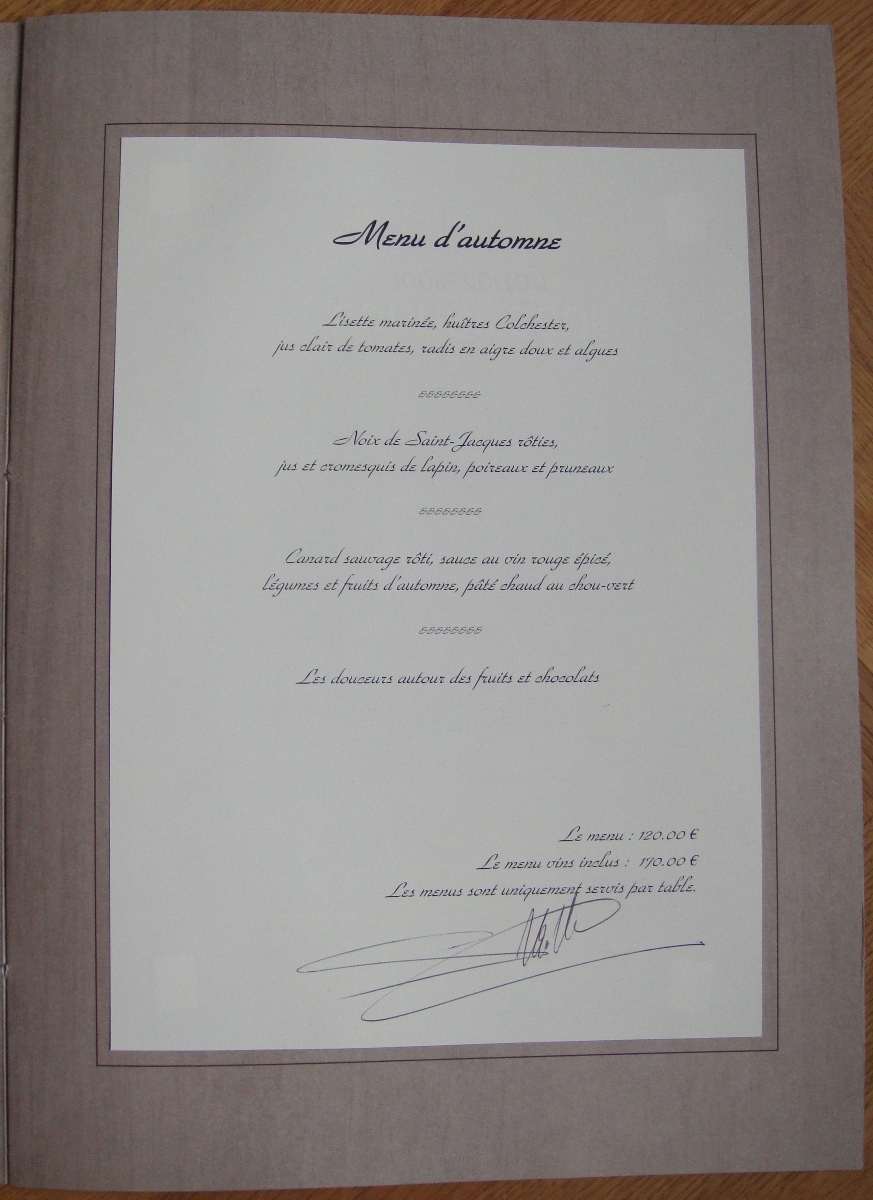 Menu d'automne
Lisette marinée, huîtres Colchester,
jus clair de tomates, radis en aigre doux et algues
&&&&&&&&
Noix de Saint-Jacques rôties,
jus et cromesquis de lapin, poireaux et pruneaux
&&&&&&&&
Canard sauvage rôti, sauce au vin rouge épicé,
légumes et fruits d'automne, pâté chaud au chou-vert
&&&&&&&&
Les douceurs autour des fruits et chocolats
Le menu : 120.00 €
Le menu vins inclus : 170.00 €
Les menus sont uniquement servis par table.